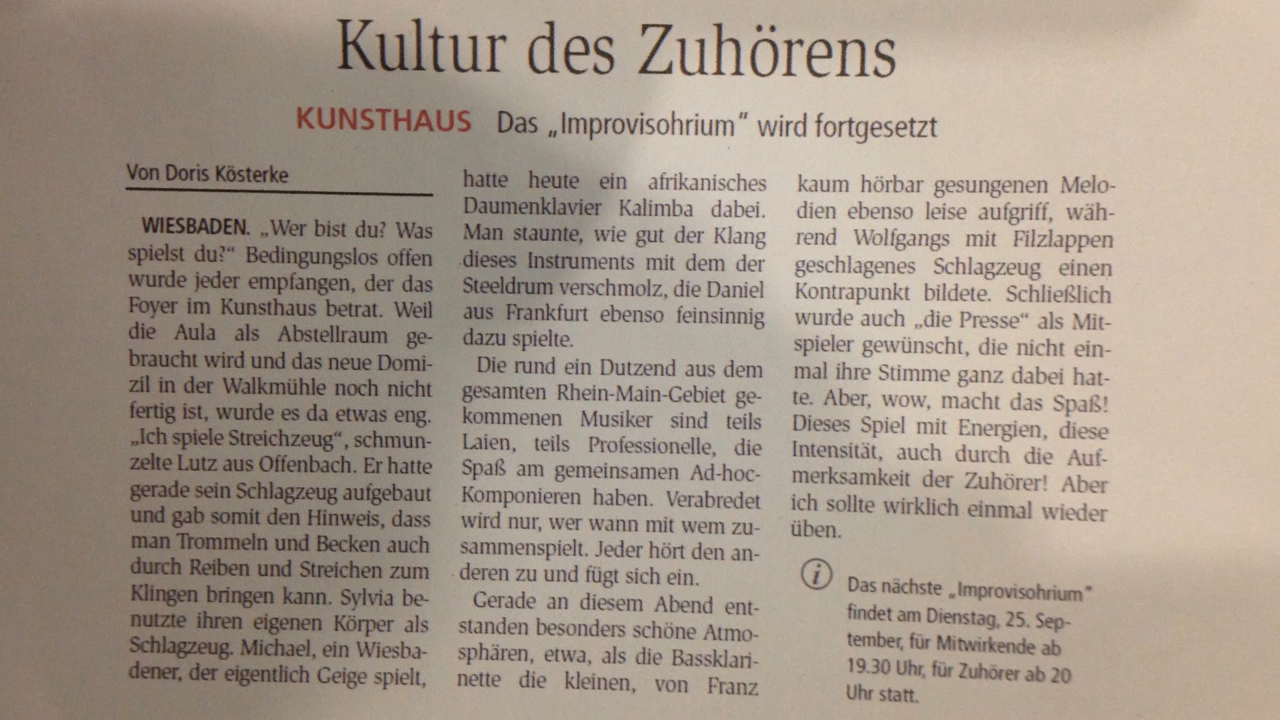 Kultur des Zuhörens
KUNSTHAUS Das „Improvisohrium" wird fortgesetzt
Von Doris Kösterke
WIESBADEN. „Wer bist du? Was
spielst du?" Bedingungslos offen
wurde jeder empfangen, der das
Foyer im Kunsthaus betrat. Weil
die Aula als Abstellraum ge-
braucht wird und das neue Domi-
zil in der Walkmühle noch nicht
fertig ist, wurde es da etwas eng.
„Ich spiele Streichzeug", schmun-
zelte Lutz aus Offenbach. Er hatte
gerade sein Schlagzeug aufgebaut
und gab somit den Hinweis, dass
man Trommeln und Becken auch
durch Reiben und Streichen zum
Klingen bringen kann. Sylvia be-
nutzte ihren eigenen Körper als
Schlagzeug. Michael, ein Wiesba-
dener, der eigentlich Geige spielt,
hatte heute ein afrikanisches
Daumenklavier Kalimba dabei.
Man staunte, wie gut der Klang
dieses Instruments mit dem der
Steeldrum verschmolz, die Daniel
aus Frankfurt ebenso feinsinnig
dazu spielte.
Die rund ein Dutzend aus dem
gesamten Rhein-Main-Gebiet ge-
kommenen Musiker sind teils
Laien, teils Professionelle, die
Spaß am gemeinsamen Ad-hoc-
Komponieren haben. Verabredet
wird nur, wer wann mit wem zu-
sammenspielt. Jeder hört den an-
deren zu und fügt sich ein.
Gerade an diesem Abend ent-
standen besonders schöne Atmo-
sphären, etwa, als die Bassklari-
nette die kleinen, von Franz
kaum hörbar gesungenen Melo-
dien ebenso leise aufgriff, wäh-
rend Wolfgangs mit Filzlappen
geschlagenes Schlagzeug einen
Kontrapunkt bildete. Schließlich
wurde auch „die Presse" als Mit-
spieler gewünscht, die nicht ein-
mal ihre Stimme ganz dabei hat-
te. Aber, wow, macht das Spaß!
Dieses Spiel mit Energien, diese
Intensität, auch durch die Auf-
merksamkeit der Zuhörer! Aber
ich sollte wirklich einmal wieder
üben.
i Das nächste „Improvisohrium"
findet am Dienstag, 25. Sep-
tember, für Mitwirkende ab
19.30 Uhr, für Zuhörer ab 20
Uhr statt.